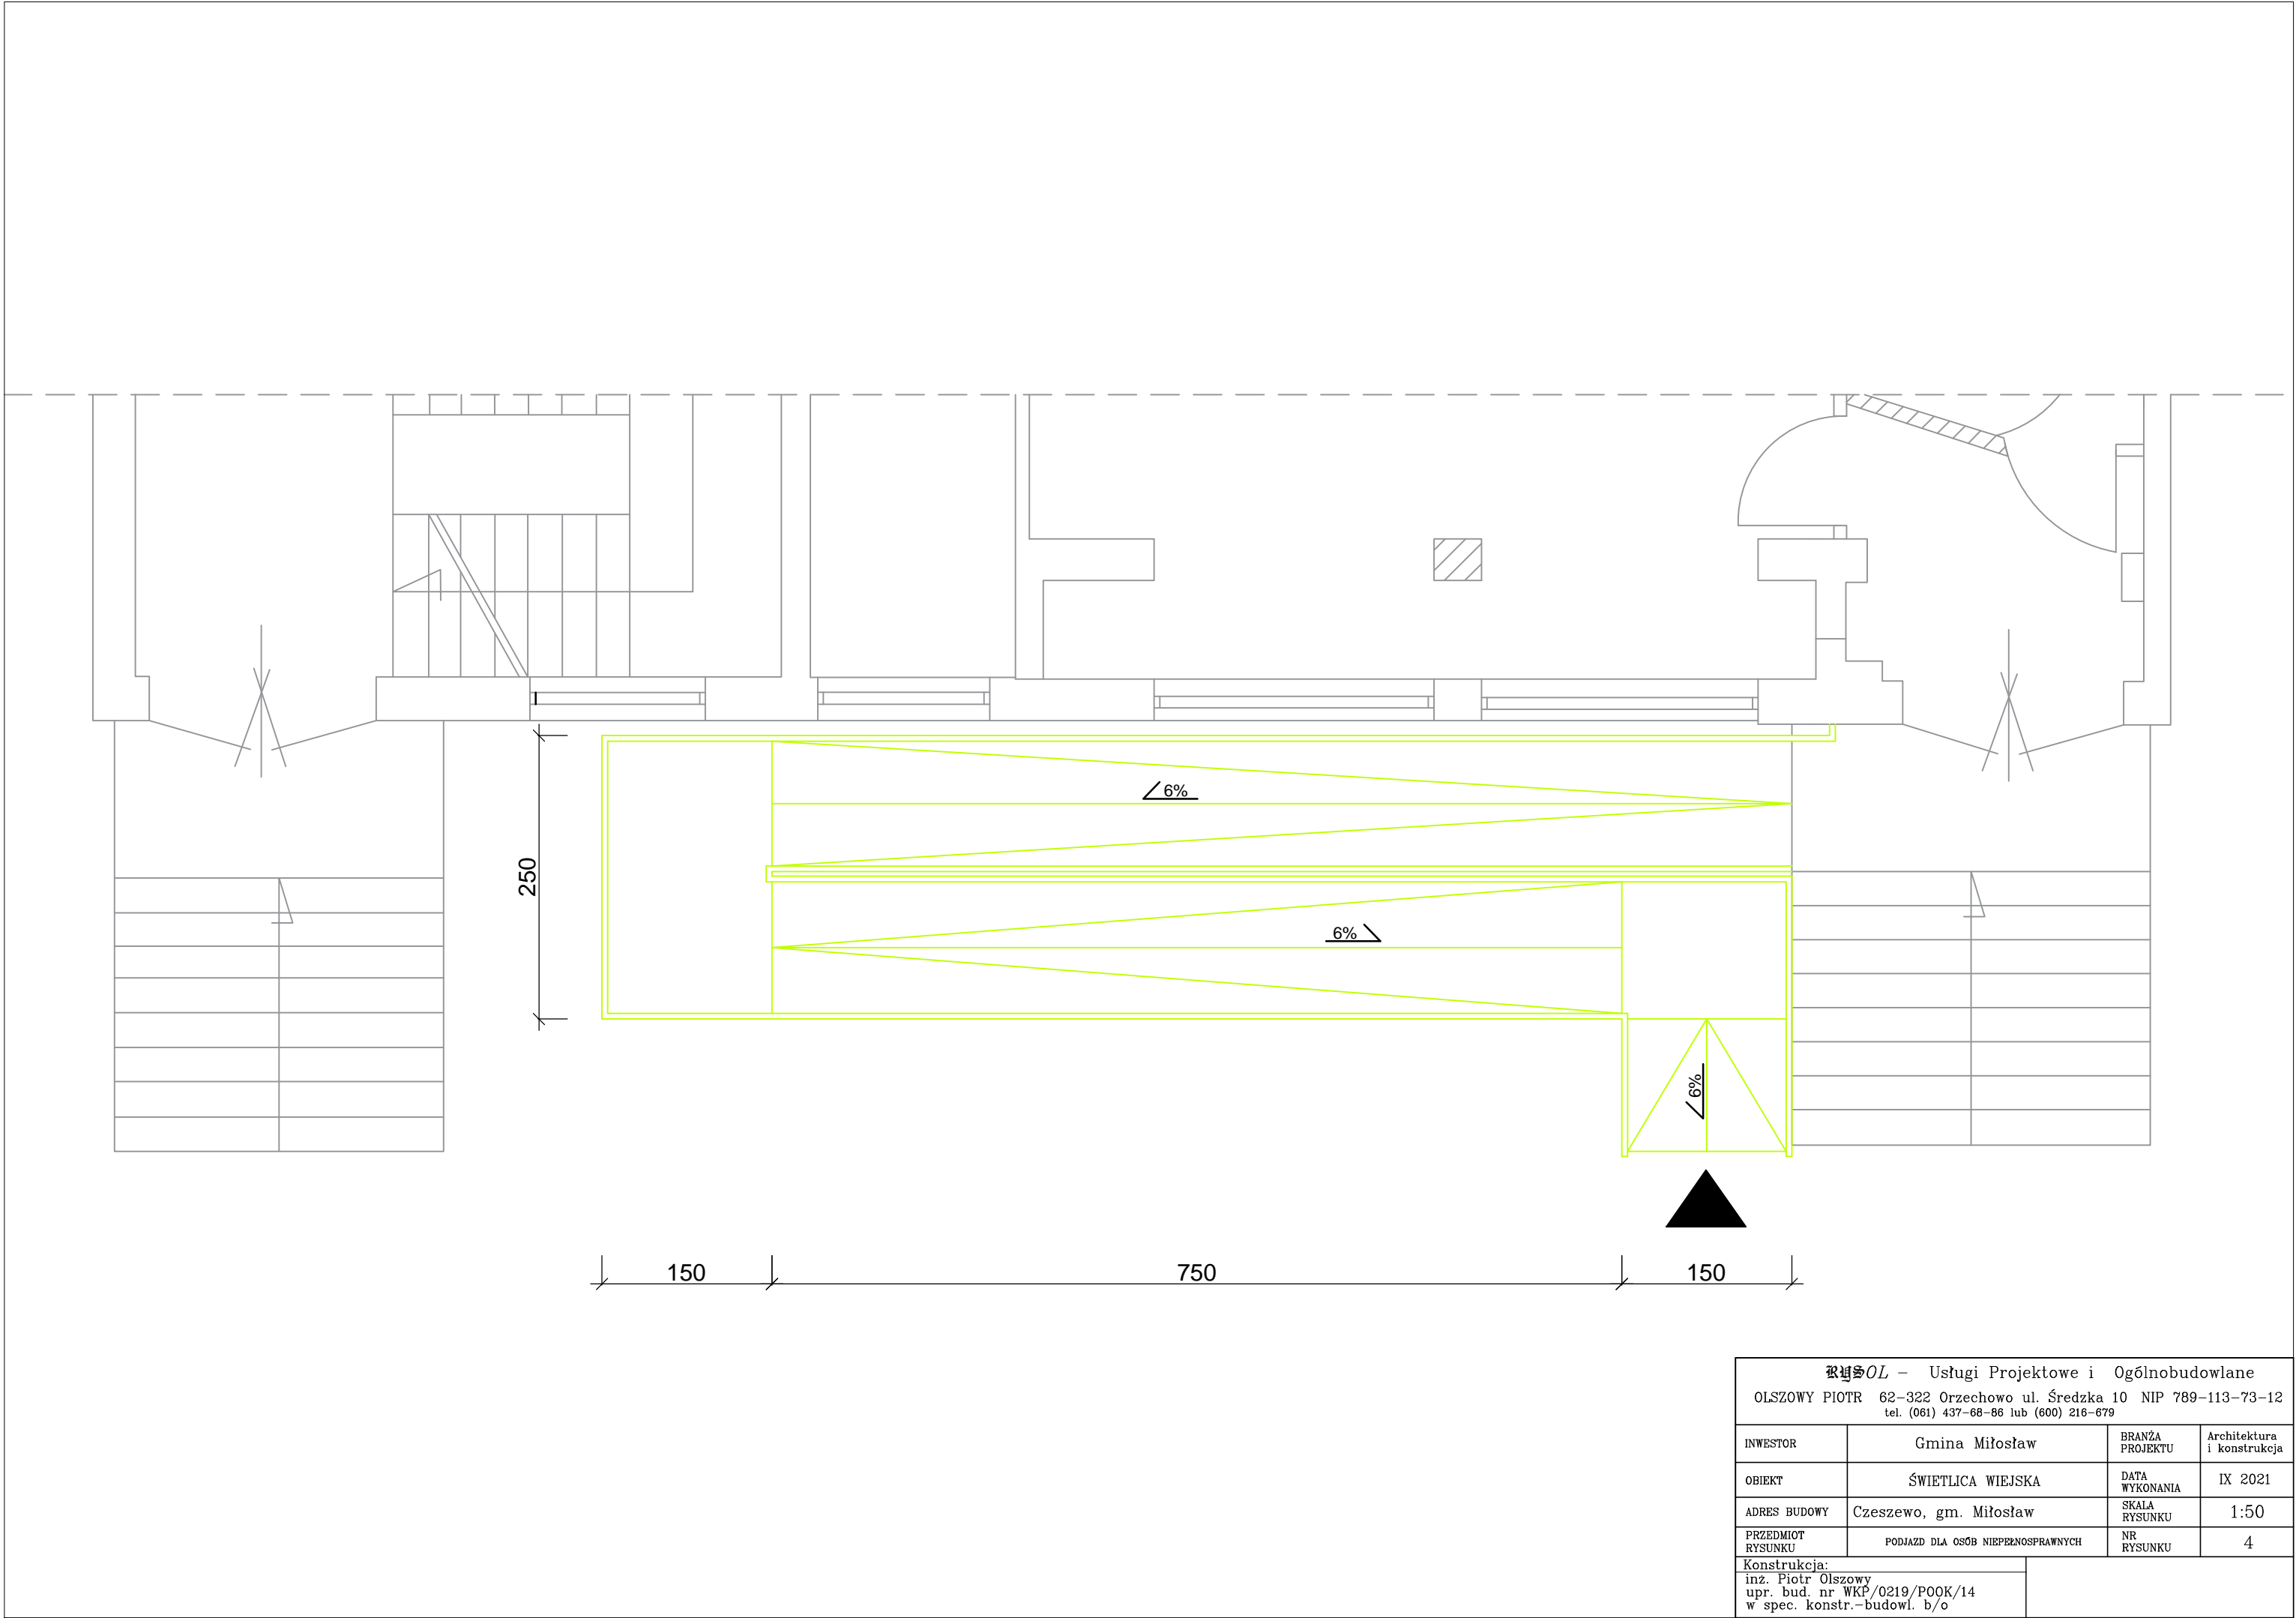 6%
250
6%
6%
150 750 150
RYSOL - Usługi Projektowe i Ogólnobudowlane
OLSZOWY PIOTR 62-322 Orzechowo ul. Średzka 10 NIP 789-113-73-12
tel. (061) 437-68-86 lub (600) 216-679
INWESTOR Gmina Miłosław BRANŻA PROJEKTU Architektura i konstrukcja
OBIEKT ŚWIETLICA WIEJSKA DATA WYKONANIA IX 2021
ADRES BUDOWY Czeszewo, gm. Miłosław SKALA RYSUNKU 1:50
PRZEDMIOT RYSUNKU PODJAZD DLA OSÓB NIEPEŁNOSPRAWNYCH NR RYSUNKU 4
Konstrukcja:
inż. Piotr Olszowy
upr. bud. nr WKP/0219/POOK/14
w spec. konstr.-budowl. b/o